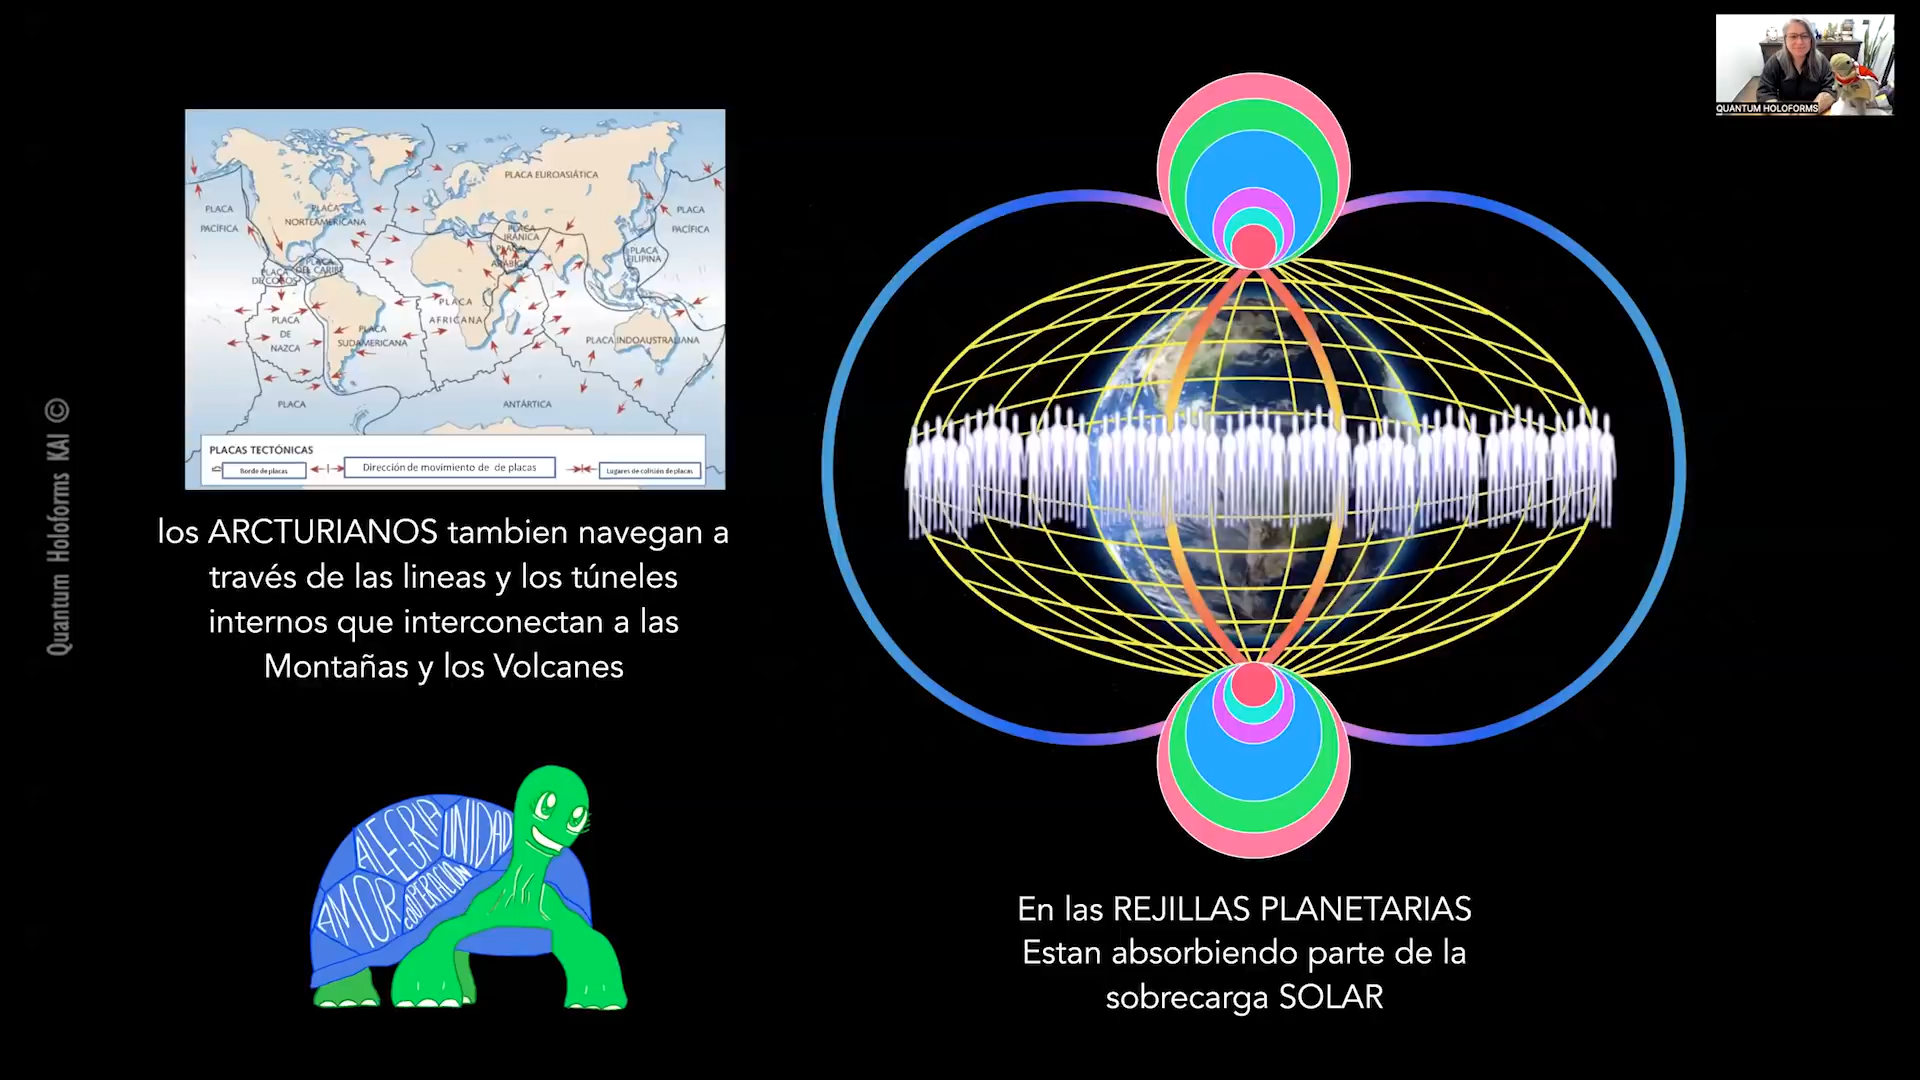 QUANTUM HOLOFORMS
PLACA EUROASIÁTICA
PLACA
PACÍFICA
PLACA
NORTEAMERICANA
PLACA
IRÁNICA
PLACA
ARÁBIGA
PLACA
PACÍFICA
PLACA
FILIPINA
PLACA
DEL CARIBE
PLACA
DE COCOS
PLACA
DE
NAZCA
PLACA
SUDAMERICANA
PLACA
AFRICANA
PLACA INDOAUSTRALIANA
PLACA
ANTÁRTICA
PLACAS TECTÓNICAS
Borde de placas
Dirección de movimiento de de placas
Lugares de colisión de placas
los ARCTURIANOS tambien navegan a
través de las lineas y los túneles
internos que interconectan a las
Montañas y los Volcanes
Quantum Holoforms KAI ©
ALEGRIA
UNIDAD
AMOR
COOPERACION
En las REJILLAS PLANETARIAS
Estan absorbiendo parte de la
sobrecarga SOLAR